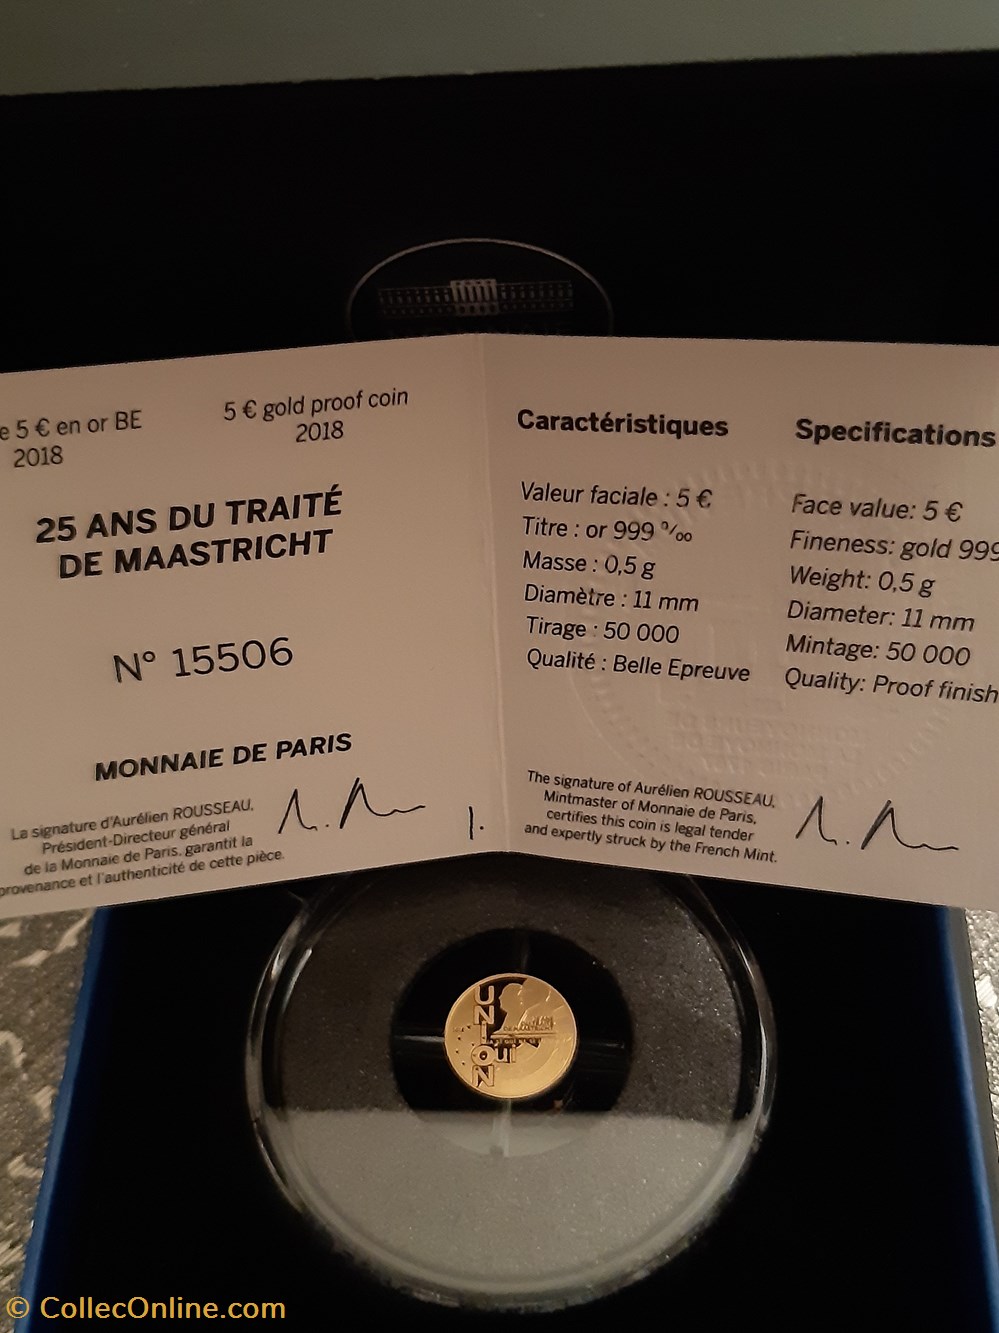 e 5 € en or BE
2018
5 € gold proof coin
2018
25 ANS DU TRAITÉ
DE MAASTRICHT
N° 15506
MONNAIE DE PARIS
La signature d'Aurélien ROUSSEAU,
Président-Directeur général
de la Monnaie de Paris, garantit la
provenance et l'authenticité de cette pièce.
1.
Caractéristiques
Valeur faciale : 5 €
Titre : or 999 ‰
Masse : 0,5 g
Diamètre : 11 mm
Tirage : 50 000
Qualité : Belle Epreuve
Specifications
Face value: 5 €
Fineness: gold 999
Weight: 0,5 g
Diameter: 11 mm
Mintage: 50 000
Quality: Proof finish
The signature of Aurélien ROUSSEAU,
Mintmaster of Monnaie de Paris,
certifies this coin is legal tender
and expertly struck by the French Mint.
UNION
Oui
DE MAASTRICHT
© CollecOnline.com